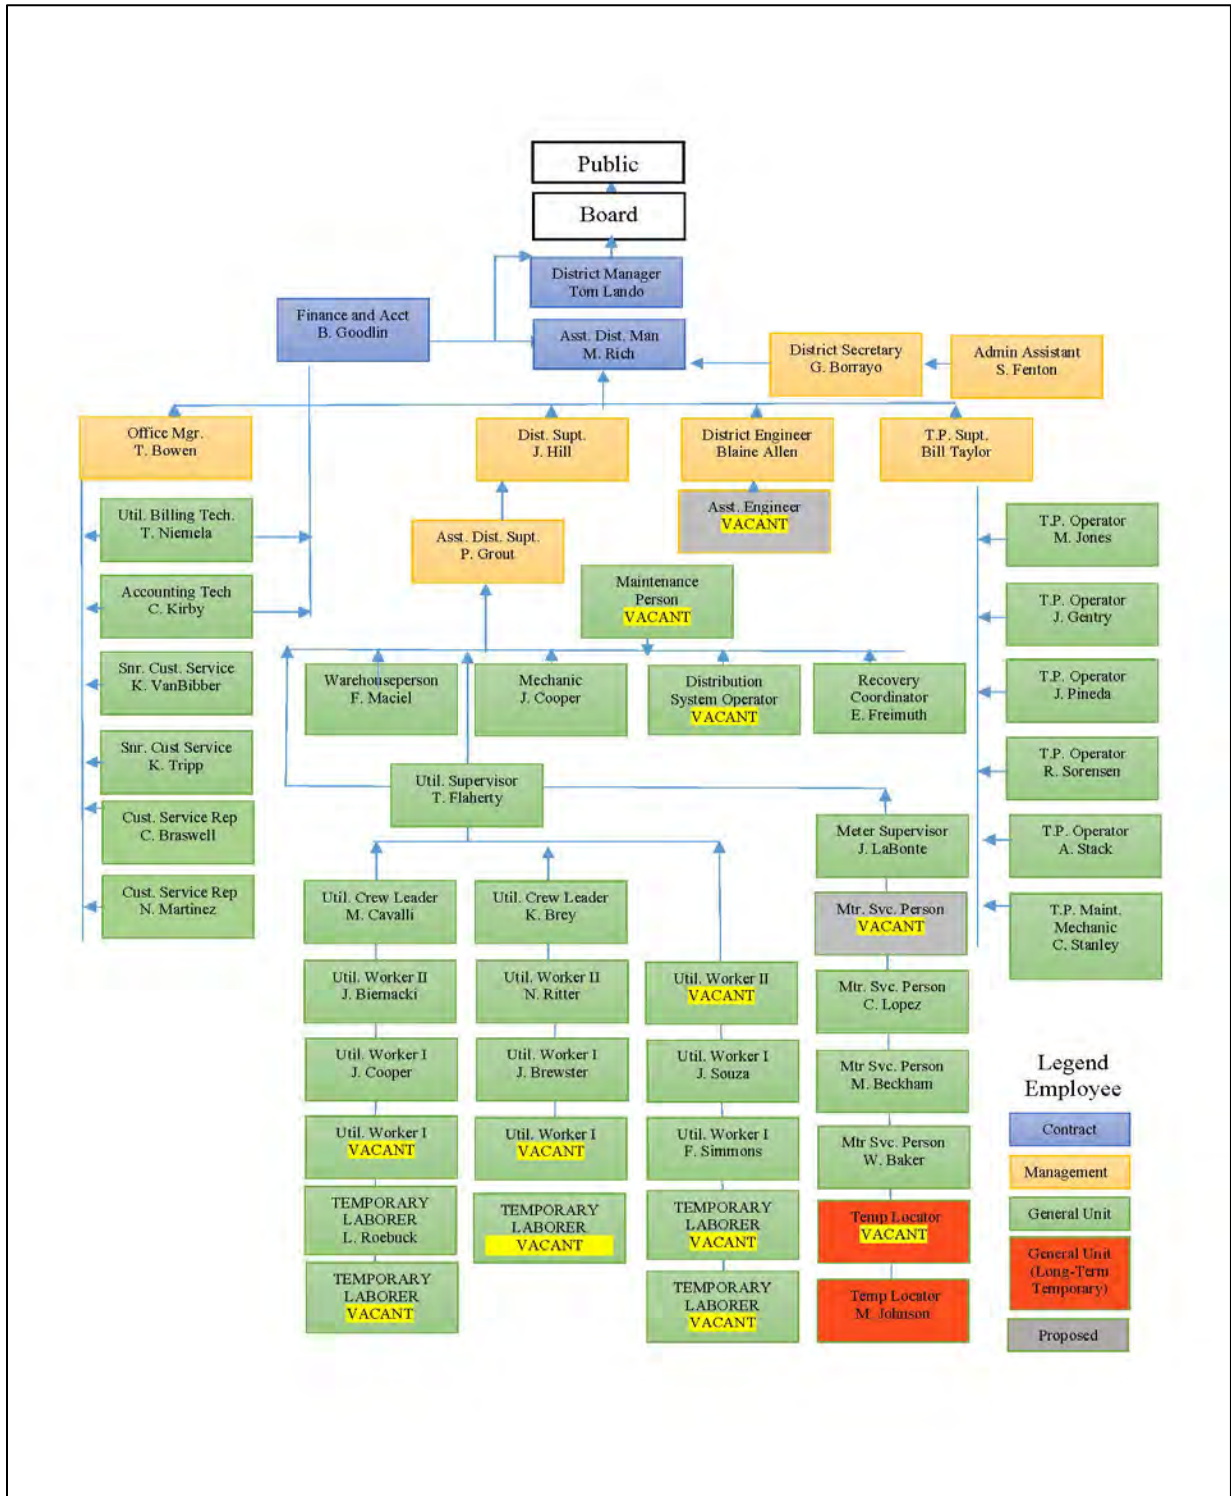 Public
Board
District Manager
Tom Lando
Finance and Acct
B. Goodlin
Asst. Dist. Man
M. Rich
District Secretary
G. Borrayo
Admin Assistant
S. Fenton
Office Mgr.
T. Bowen
Dist. Supt.
J. Hill
District Engineer
Blaine Allen
T.P. Supt.
Bill Taylor
Asst. Engineer
VACANT
Asst. Dist. Supt.
P. Grout
Maintenance
Person
VACANT
Util. Billing Tech.
T. Niemela
Accounting Tech
C. Kirby
Snr. Cust. Service
K. VanBibber
Snr. Cust Service
K. Tripp
Cust. Service Rep
C. Braswell
Cust. Service Rep
N. Martinez
Warehouseperson
F. Maciel
Mechanic
J. Cooper
Distribution
System Operator
VACANT
Recovery
Coordinator
E. Freimuth
T.P. Operator
M. Jones
T.P. Operator
J. Gentry
T.P. Operator
J. Pineda
T.P. Operator
R. Sorensen
T.P. Operator
A. Stack
T.P. Maint.
Mechanic
C. Stanley
Util. Supervisor
T. Flaherty
Util. Crew Leader
M. Cavalli
Util. Worker II
J. Biernacki
Util. Worker I
J. Cooper
Util. Worker I
VACANT
TEMPORARY
LABORER
L. Roebuck
TEMPORARY
LABORER
VACANT
Util. Crew Leader
K. Brey
Util. Worker II
N. Ritter
Util. Worker I
J. Brewster
Util. Worker I
VACANT
TEMPORARY
LABORER
VACANT
Util. Worker II
VACANT
Util. Worker I
J. Souza
Util. Worker I
F. Simmons
TEMPORARY
LABORER
VACANT
TEMPORARY
LABORER
VACANT
Meter Supervisor
J. LaBonte
Mtr. Svc. Person
VACANT
Mtr. Svc. Person
C. Lopez
Mtr Svc. Person
M. Beckham
Mtr Svc. Person
W. Baker
Temp Locator
VACANT
Temp Locator
M. Johnson
Legend
Employee
Contract
Management
General Unit
General Unit
(Long-Term
Temporary)
Proposed